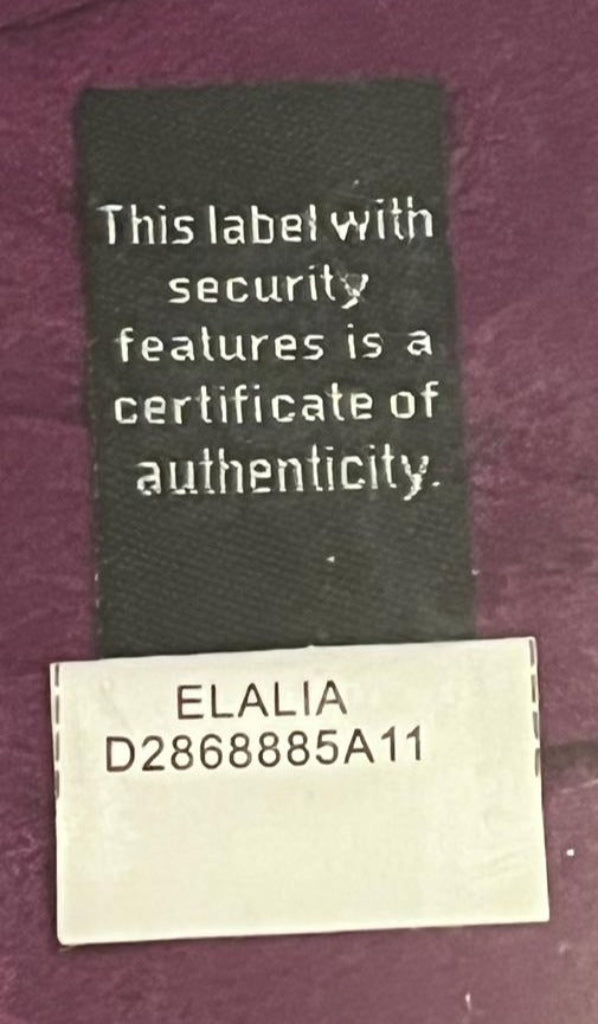 This label with
security
features is a
certificate of
authenticity.
ELALIA
D2868885A11